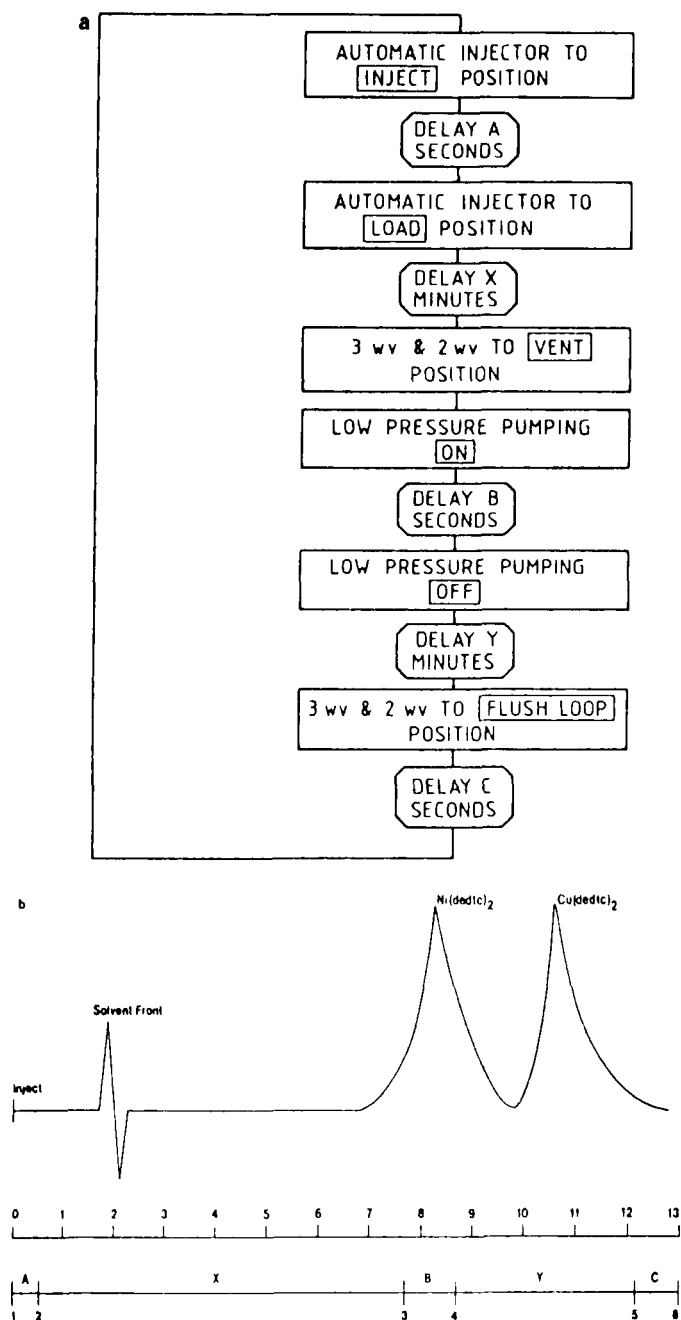 a
AUTOMATIC INJECTOR TO
INJECT POSITION
DELAY A
SECONDS
AUTOMATIC INJECTOR TO
LOAD POSITION
DELAY X
MINUTES
3 wv & 2 wv TO VENT
POSITION
LOW PRESSURE PUMPING
ON
DELAY B
SECONDS
LOW PRESSURE PUMPING
OFF
DELAY Y
MINUTES
3 wv & 2 wv TO FLUSH LOOP
POSITION
DELAY C
SECONDS
b
Ni(dedtc)2 Cu(dedtc)2
Solvent Front
Inject
0 1 2 3 4 5 6 7 8 9 10 11 12 13
A X B Y C
1 2 3 4 5 6